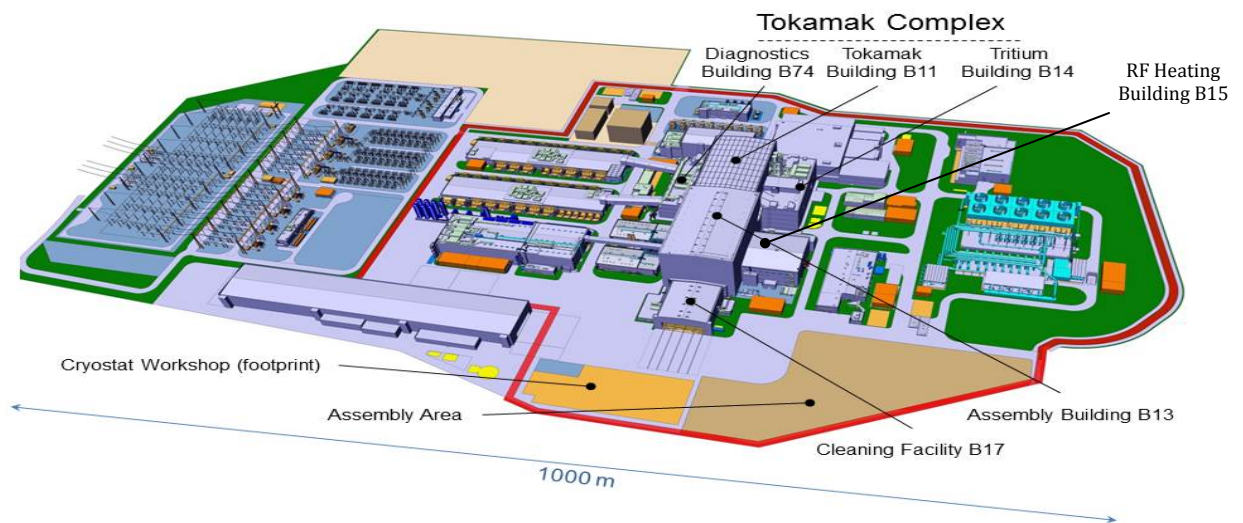 Tokamak Complex
Diagnostics
Building B74
Tokamak
Building B11
Tritium
Building B14
RF Heating
Building B15
Cryostat Workshop (footprint)
Assembly Area
Assembly Building B13
Cleaning Facility B17
1000 m